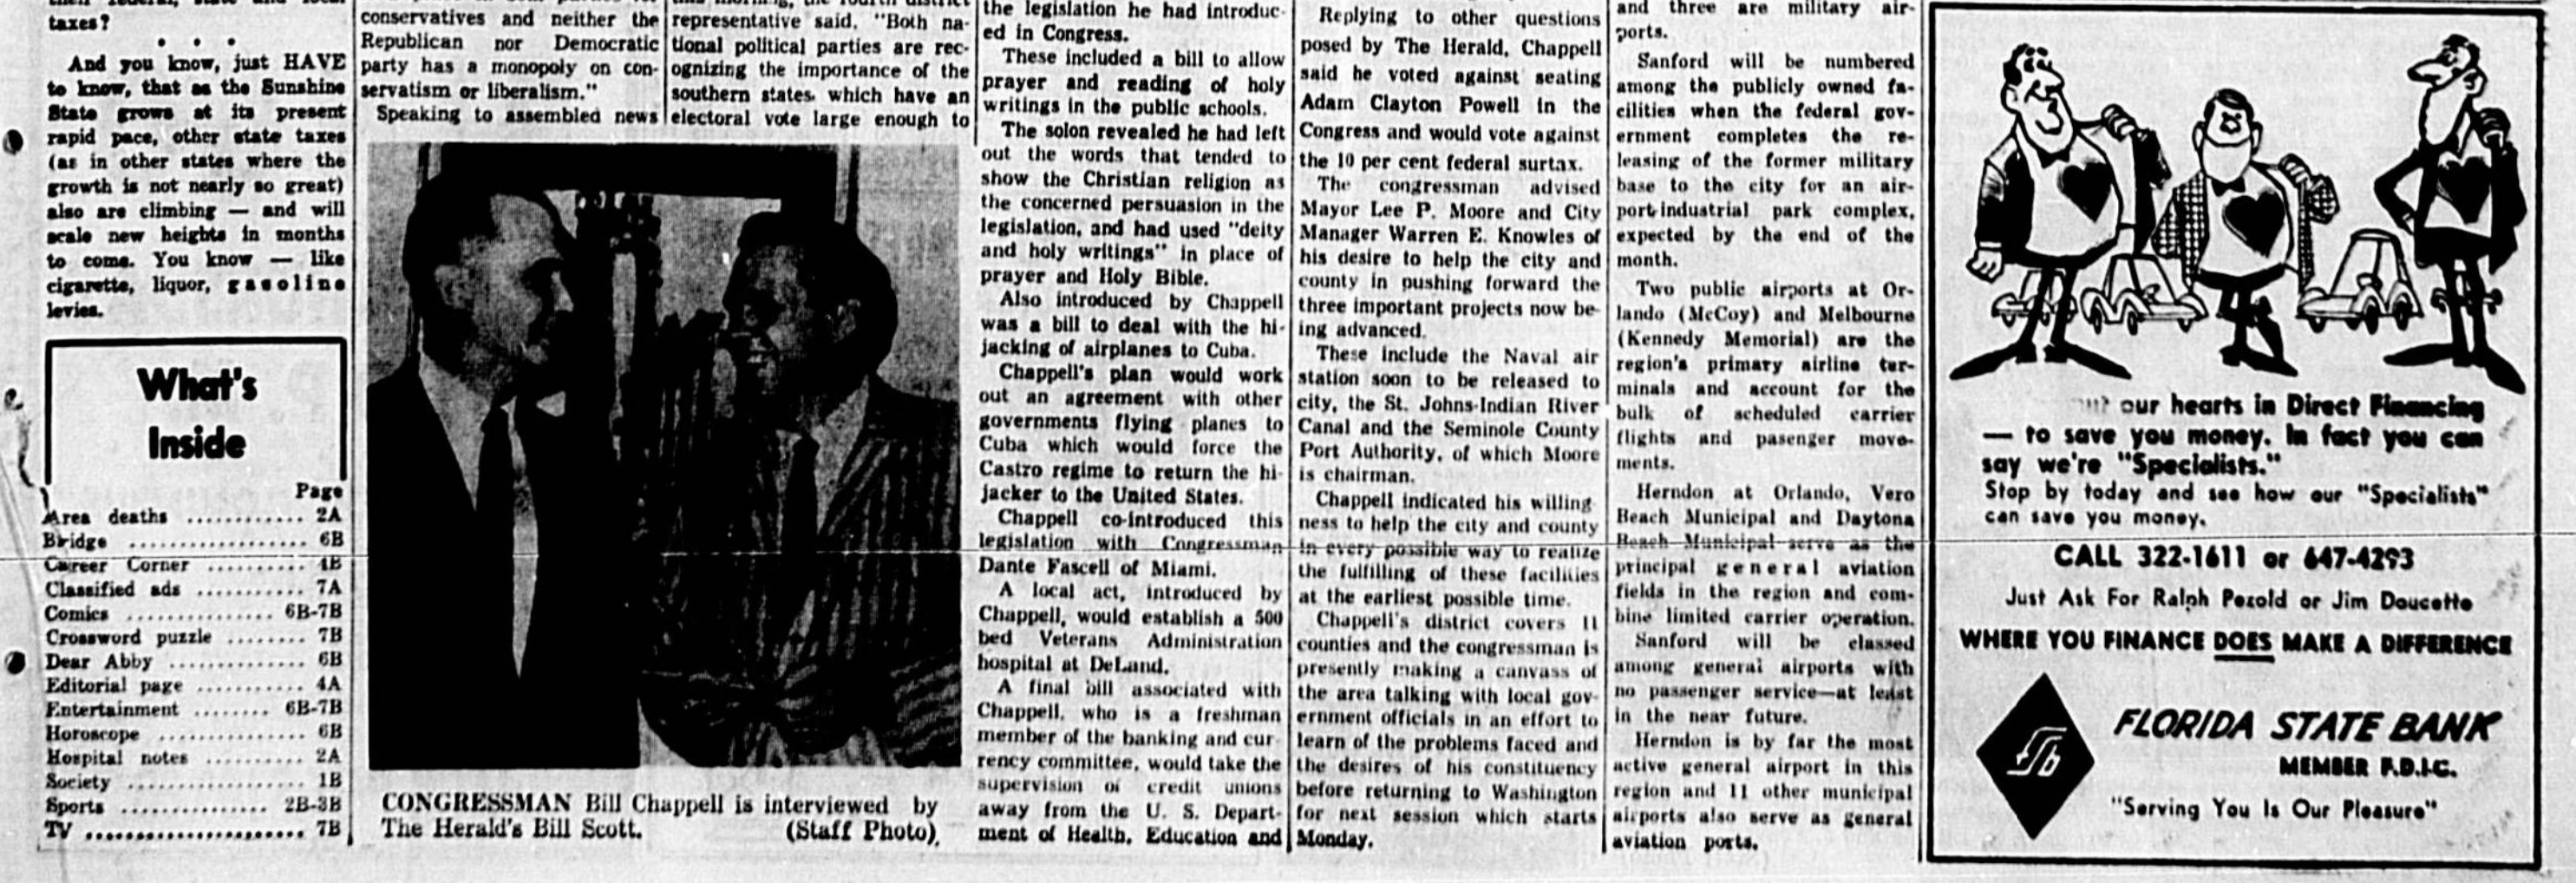 taxes?
• • •
And you know, just HAVE
to know, that as the Sunshine
State grows at its present
rapid pace, other state taxes
(as in other states where the
growth is not nearly so great)
also are climbing — and will
scale new heights in months
to come. You know — like
cigarette, liquor, gasoline
levies.
What's
Inside
Page
Area deaths ............ 2A
Bridge .................. 6B
Career Corner .......... 4B
Classified ads ........... 7A
Comics ............... 6B-7B
Crossword puzzle ........ 7B
Dear Abby .............. 6B
Editorial page ........... 4A
Entertainment ........ 6B-7B
Horoscope ............... 6B
Hospital notes .......... 2A
Society .................. 1B
Sports ............... 2B-3B
TV ...................... 7B
conservatives and neither the
Republican nor Democratic
party has a monopoly on con-
servatism or liberalism."
Speaking to assembled news
representative said. "Both na-
tional political parties are rec-
ognizing the importance of the
southern states. which have an
electoral vote large enough to
CONGRESSMAN Bill Chappell is interviewed by
The Herald's Bill Scott. (Staff Photo).
the legislation he had introduc-
ed in Congress.
These included a bill to allow
prayer and reading of holy
writings in the public schools.
The solon revealed he had left
out the words that tended to
show the Christian religion as
the concerned persuasion in the
legislation, and had used "deity
and holy writings" in place of
prayer and Holy Bible.
Also introduced by Chappell
was a bill to deal with the hi-
jacking of airplanes to Cuba.
Chappell's plan would work
out an agreement with other
governments flying planes to
Cuba which would force the
Castro regime to return the hi-
jacker to the United States.
Chappell co-introduced this
legislation with Congressman
Dante Fascell of Miami.
A local act, introduced by
Chappell, would establish a 500
bed Veterans Administration
hospital at DeLand.
A final bill associated with
Chappell, who is a freshman
member of the banking and cur-
rency committee, would take the
supervision of credit unions
away from the U. S. Depart-
ment of Health, Education and
Replying to other questions
posed by The Herald, Chappell
said he voted against seating
Adam Clayton Powell in the
Congress and would vote against
the 10 per cent federal surtax.
The congressman advised
Mayor Lee P. Moore and City
Manager Warren E. Knowles of
his desire to help the city and
county in pushing forward the
three important projects now be-
ing advanced.
These include the Naval air
station soon to be released to
city, the St. Johns-Indian River
Canal and the Seminole County
Port Authority, of which Moore
is chairman.
Chappell indicated his willing-
ness to help the city and county
in every possible way to realize
the fulfilling of these facilities
at the earliest possible time.
Chappell's district covers 11
counties and the congressman is
presently making a canvass of
the area talking with local gov-
ernment officials in an effort to
learn of the problems faced and
the desires of his constituency
before returning to Washington
for next session which starts
Monday.
and three are military air-
ports.
Sanford will be numbered
among the publicly owned fa-
cilities when the federal gov-
ernment completes the re-
leasing of the former military
base to the city for an air-
port-industrial park complex,
expected by the end of the
month.
Two public airports at Or-
lando (McCoy) and Melbourne
(Kennedy Memorial) are the
region's primary airline ter-
minals and account for the
bulk of scheduled carrier
flights and pasenger move-
ments.
Herndon at Orlando, Vero
Beach Municipal and Daytona
Beach Municipal serve as the
principal general aviation
fields in the region and com-
bine limited carrier operation.
Sanford will be classed
among general airports with
no passenger service—at least
in the near future.
Herndon is by far the most
active general airport in this
region and 11 other municipal
airports also serve as general
aviation ports.
our hearts in Direct Financing
— to save you money. In fact you can
say we're "Specialists."
Stop by today and see how our "Specialists"
can save you money.
CALL 322-1611 or 647-4293
Just Ask For Ralph Pezold or Jim Doucette
WHERE YOU FINANCE DOES MAKE A DIFFERENCE
FLORIDA STATE BANK
MEMBER F.D.I.C.
"Serving You Is Our Pleasure"